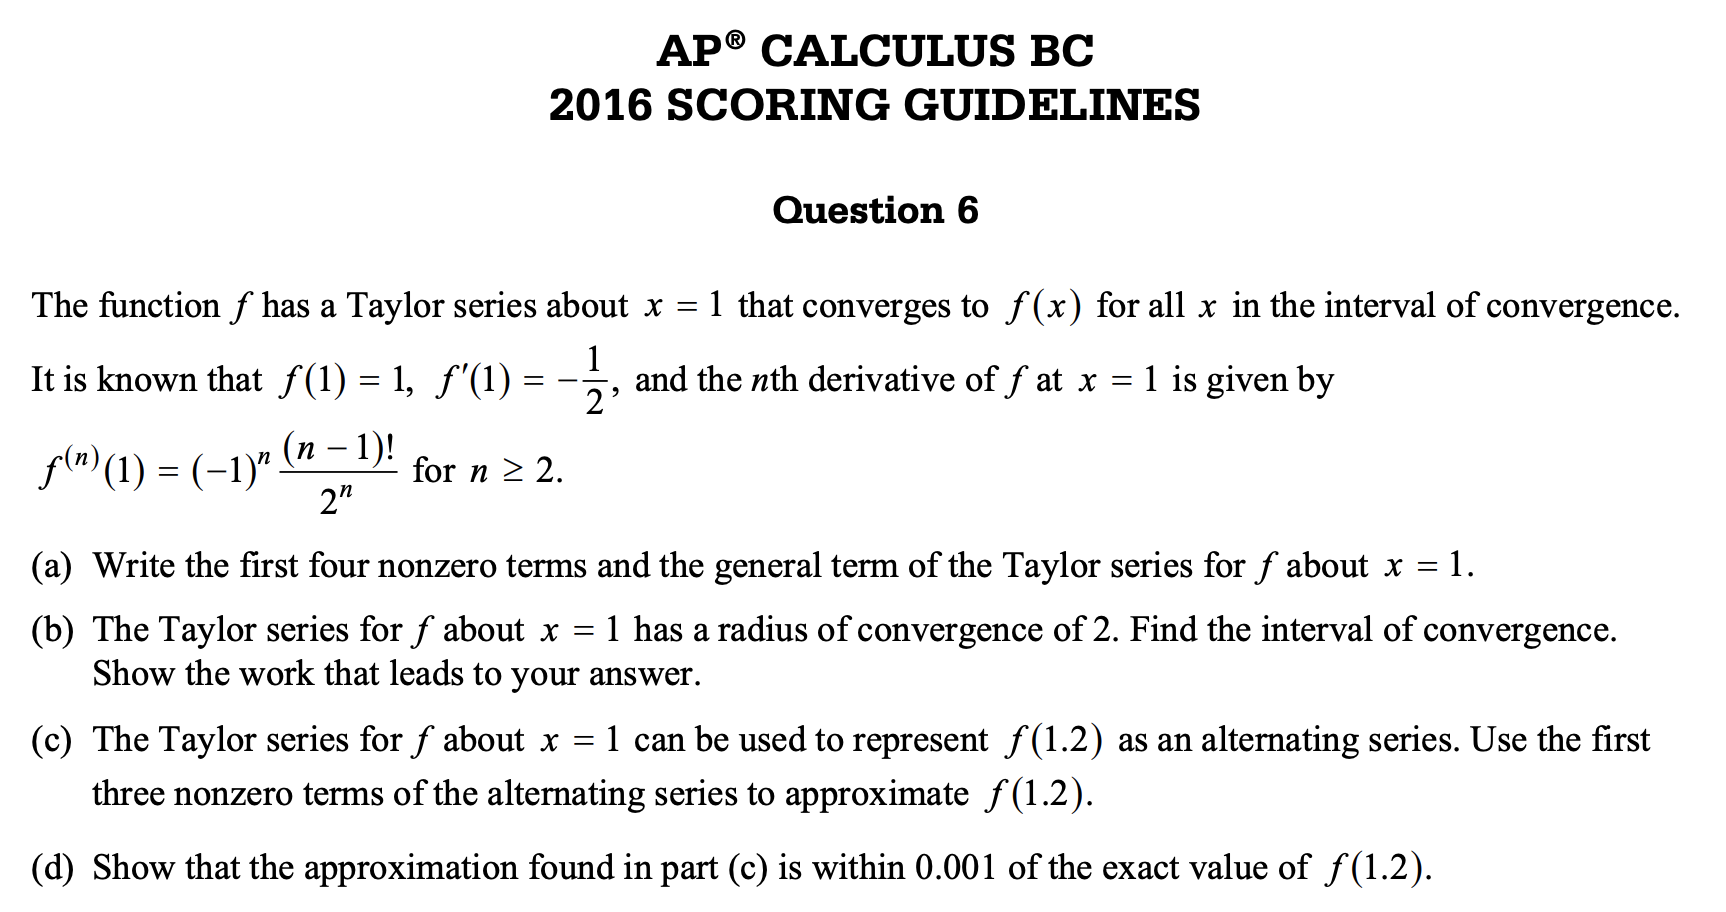 AP® CALCULUS BC
2016 SCORING GUIDELINES
Question 6
The function f has a Taylor series about x = 1 that converges to f(x) for all x in the interval of convergence.
It is known that f(1) = 1, f′(1) = −1/2, and the nth derivative of f at x = 1 is given by
f⁽ⁿ⁾(1) = (−1)ⁿ (n − 1)!/2ⁿ for n ≥ 2.
(a) Write the first four nonzero terms and the general term of the Taylor series for f about x = 1.
(b) The Taylor series for f about x = 1 has a radius of convergence of 2. Find the interval of convergence.
Show the work that leads to your answer.
(c) The Taylor series for f about x = 1 can be used to represent f(1.2) as an alternating series. Use the first
three nonzero terms of the alternating series to approximate f(1.2).
(d) Show that the approximation found in part (c) is within 0.001 of the exact value of f(1.2).